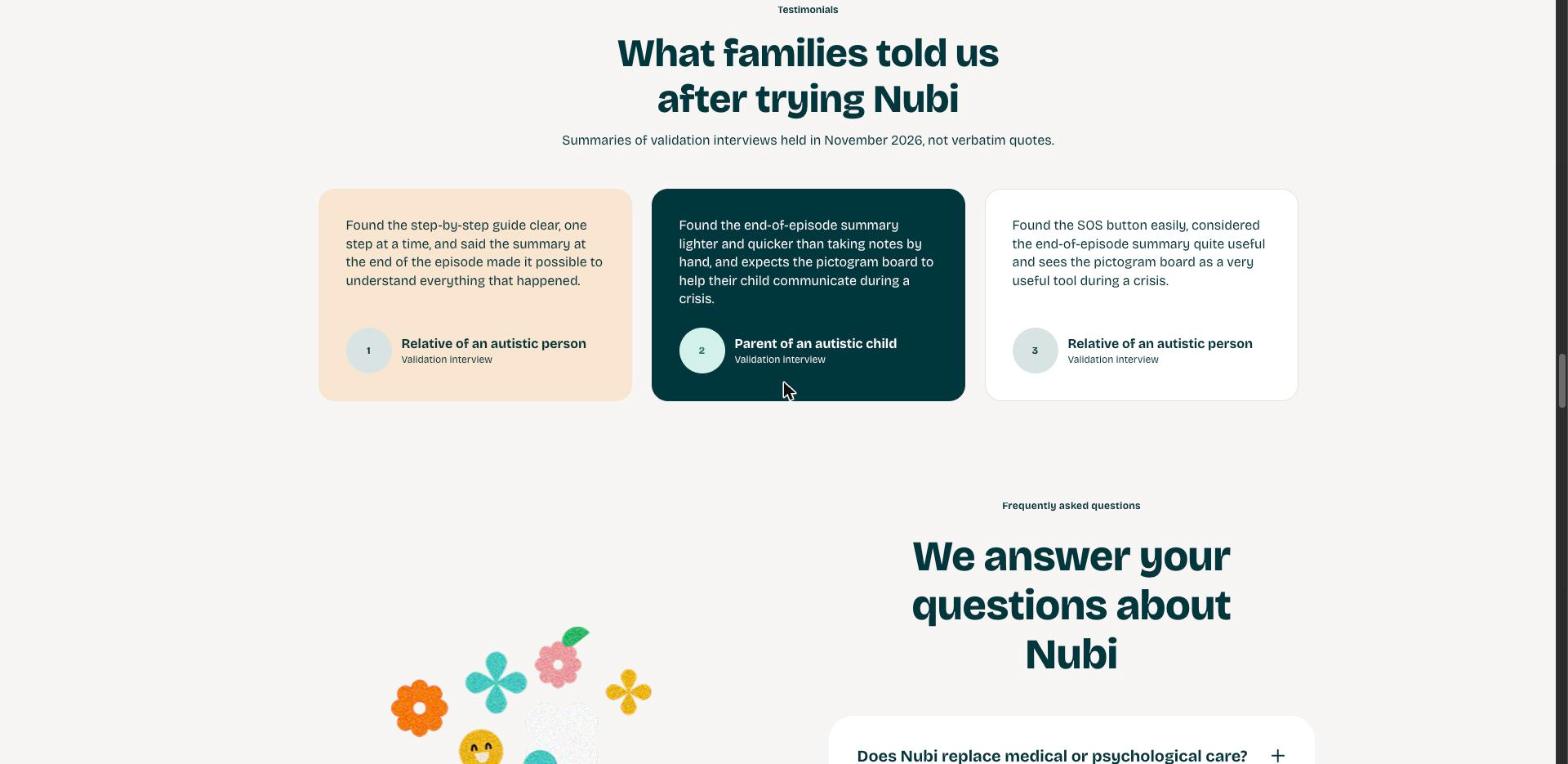 Testimonials
What families told us
after trying Nubi
Summaries of validation interviews held in November 2026, not verbatim quotes.
Found the step-by-step guide clear, one
step at a time, and said the summary at
the end of the episode made it possible to
understand everything that happened.
1
Relative of an autistic person
Validation interview
Found the end-of-episode summary
lighter and quicker than taking notes by
hand, and expects the pictogram board to
help their child communicate during a
crisis.
2
Parent of an autistic child
Validation interview
Found the SOS button easily, considered
the end-of-episode summary quite useful
and sees the pictogram board as a very
useful tool during a crisis.
3
Relative of an autistic person
Validation interview
Frequently asked questions
We answer your
questions about
Nubi
Does Nubi replace medical or psychological care?